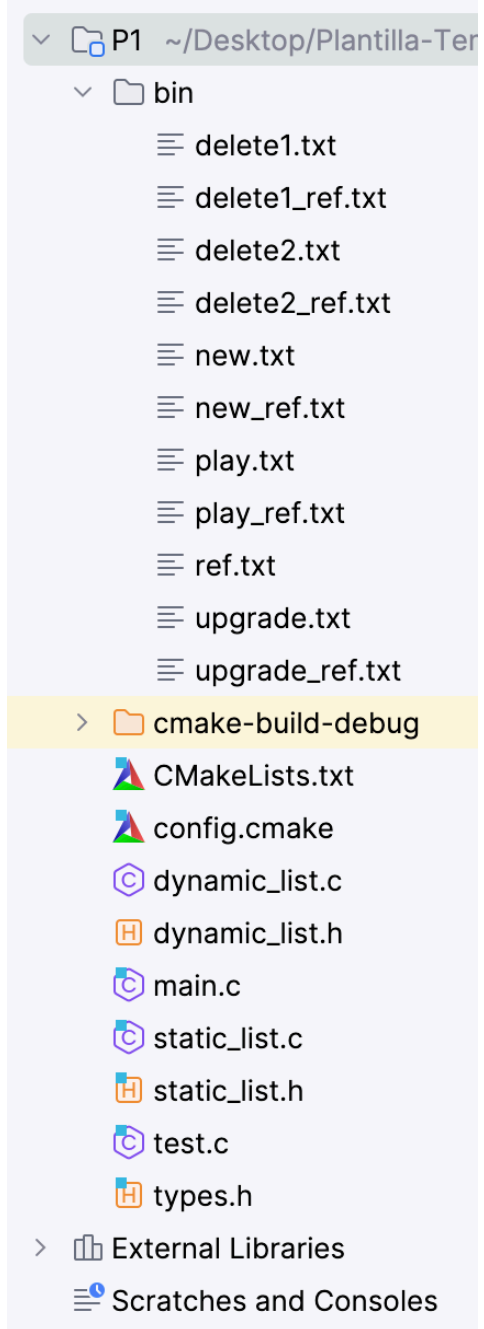 P1 ~/Desktop/Plantilla-Ter
bin
delete1.txt
delete1_ref.txt
delete2.txt
delete2_ref.txt
new.txt
new_ref.txt
play.txt
play_ref.txt
ref.txt
upgrade.txt
upgrade_ref.txt
cmake-build-debug
CMakeLists.txt
config.cmake
dynamic_list.c
dynamic_list.h
main.c
static_list.c
static_list.h
test.c
types.h
External Libraries
Scratches and Consoles